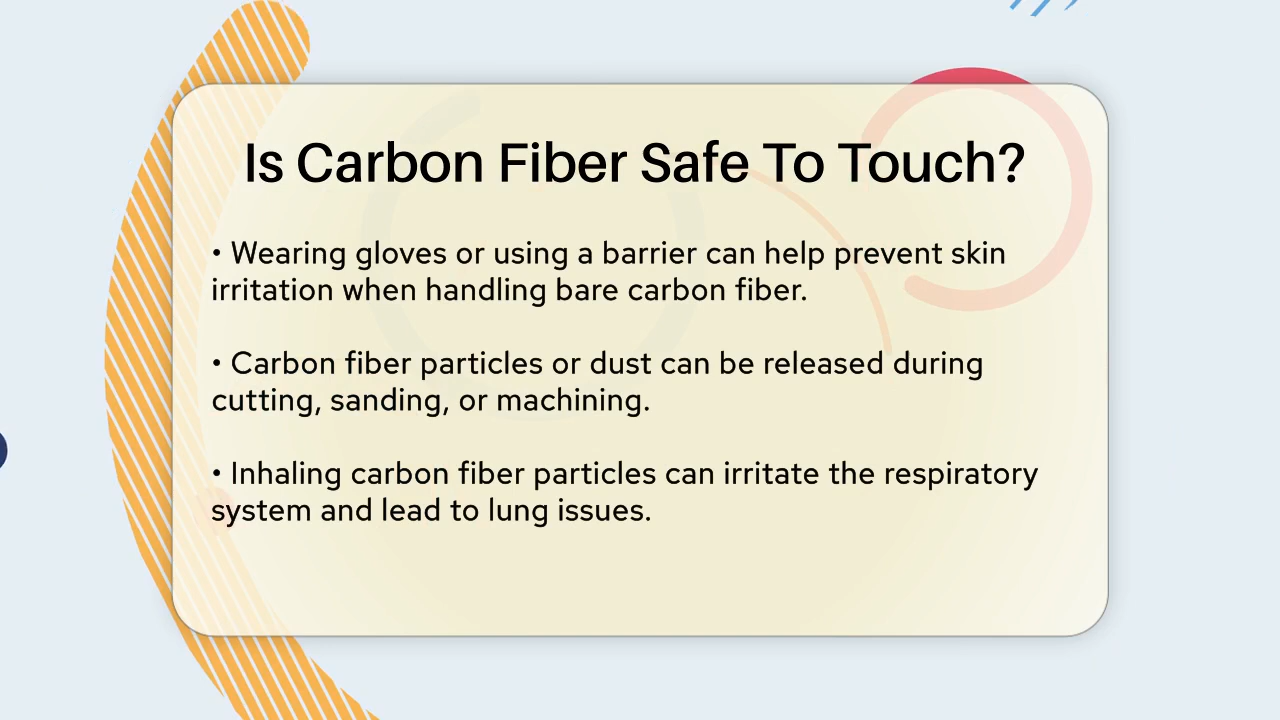 Is Carbon Fiber Safe To Touch?
• Wearing gloves or using a barrier can help prevent skin
irritation when handling bare carbon fiber.
• Carbon fiber particles or dust can be released during
cutting, sanding, or machining.
• Inhaling carbon fiber particles can irritate the respiratory
system and lead to lung issues.